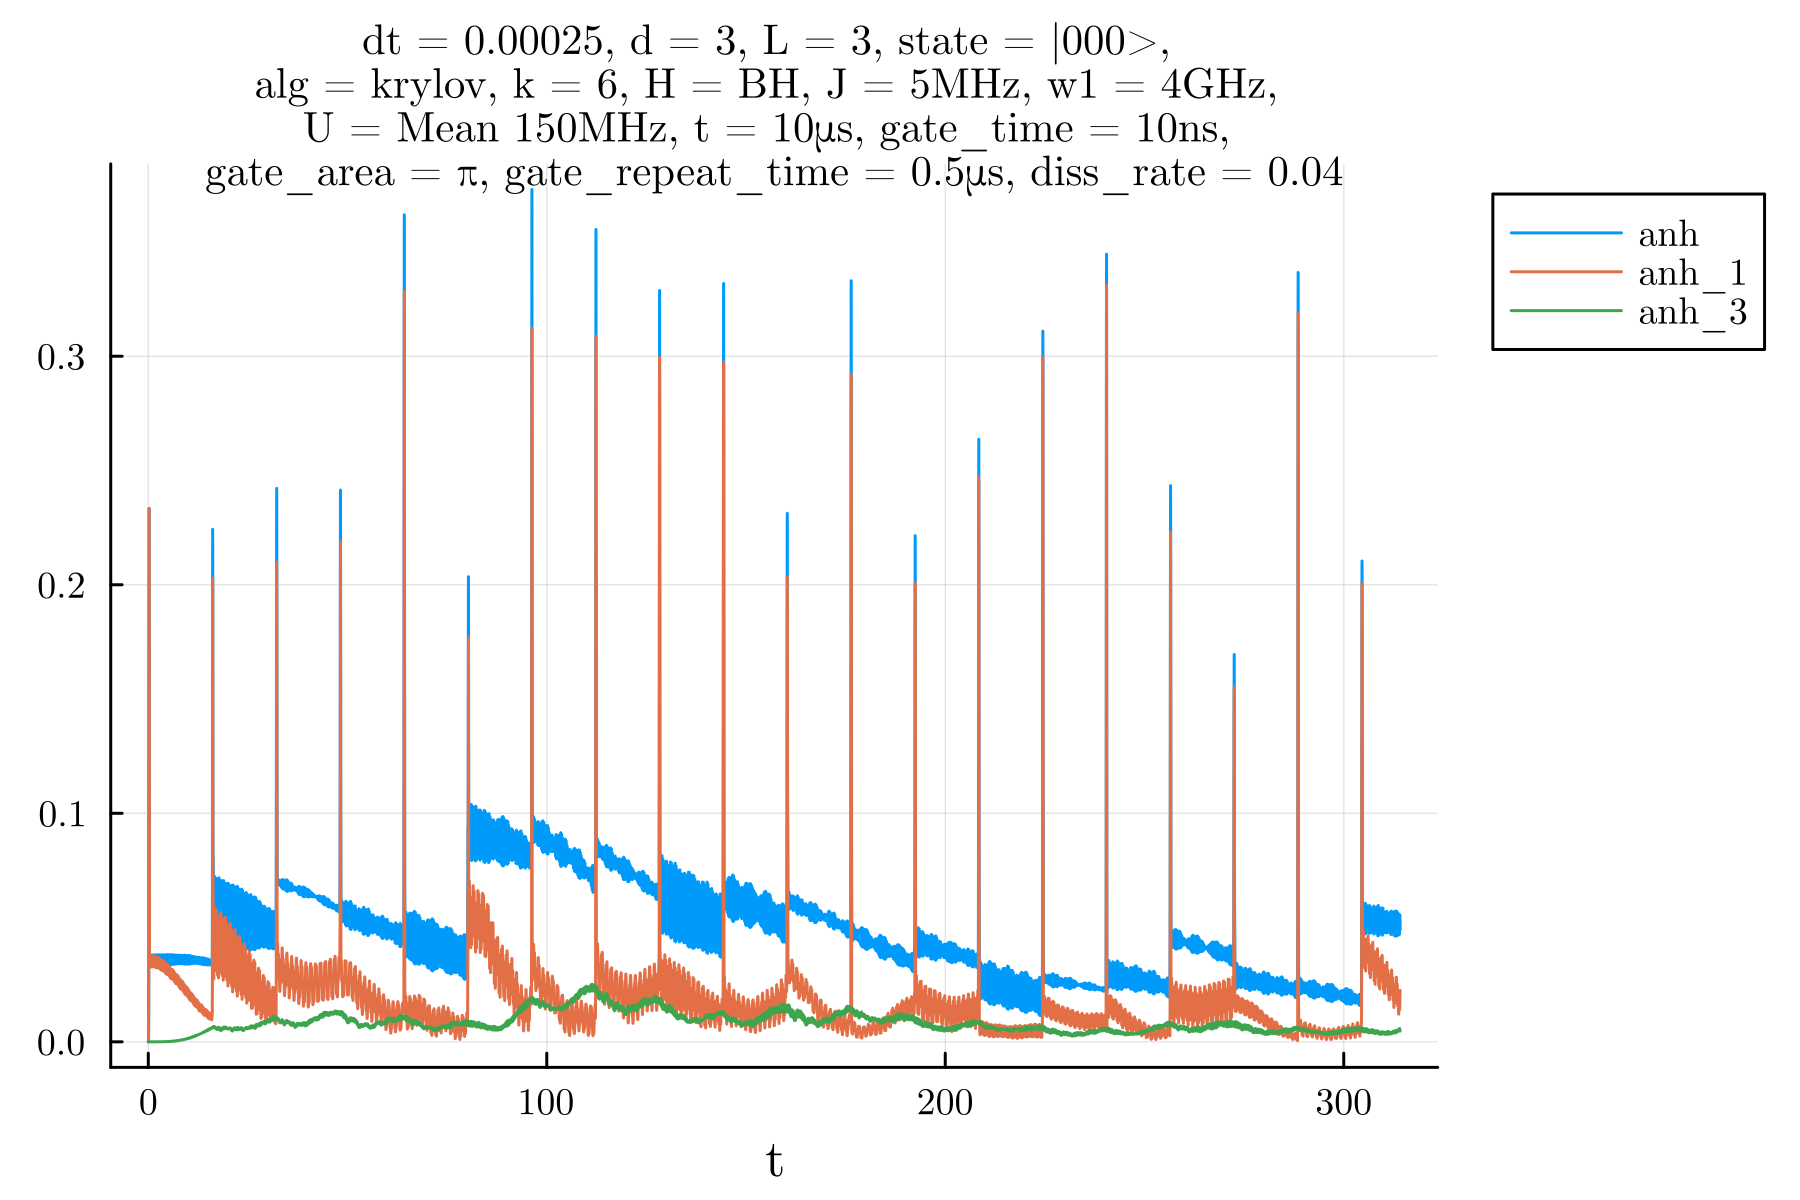 dt = 0.00025, d = 3, L = 3, state = |000>,
alg = krylov, k = 6, H = BH, J = 5MHz, w1 = 4GHz,
U = Mean 150MHz, t = 10μs, gate_time = 10ns,
gate_area = π, gate_repeat_time = 0.5μs, diss_rate = 0.04
anh
anh_1
anh_3
0.3
0.2
0.1
0.0
0 100 200 300
t